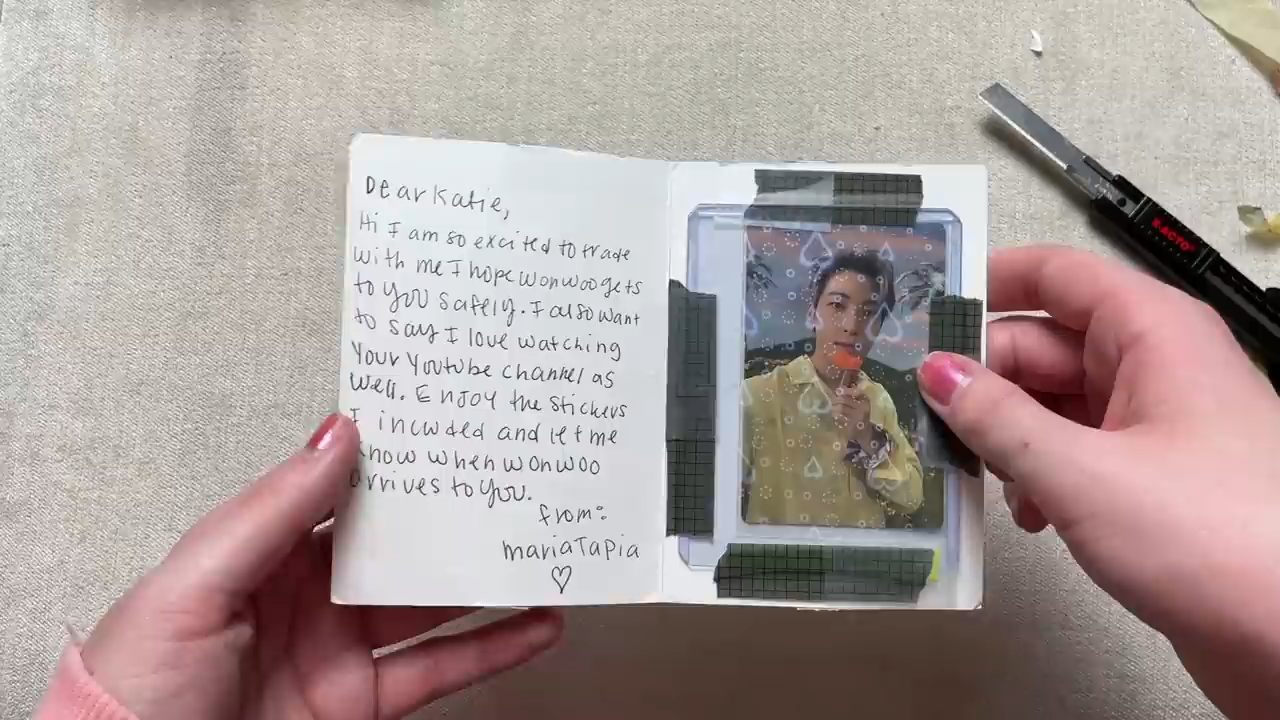 Dear Katie,
Hi I am so excited to trade
with me I hope wonwoo gets
to you safely. I also want
to say I love watching
Your Youtube channel as
well. Enjoy the stickers
I incuded and let me
know when wonwoo
arrives to you.
from:
mariaTapia
X-ACTO